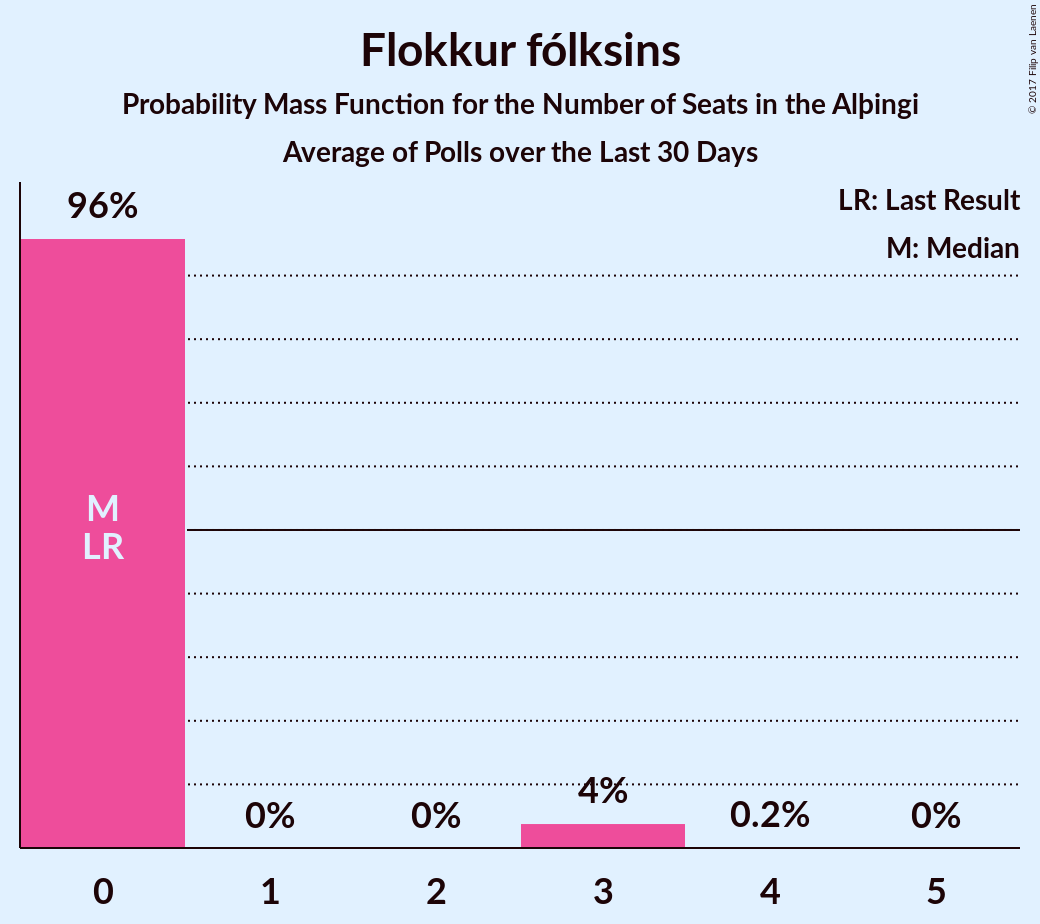 Flokkur fólksins
Probability Mass Function for the Number of Seats in the Alþingi
Average of Polls over the Last 30 Days
© 2017 Filip van Laenen
LR: Last Result
M: Median
96%
M
LR
0% 0% 4% 0.2% 0%
0 1 2 3 4 5